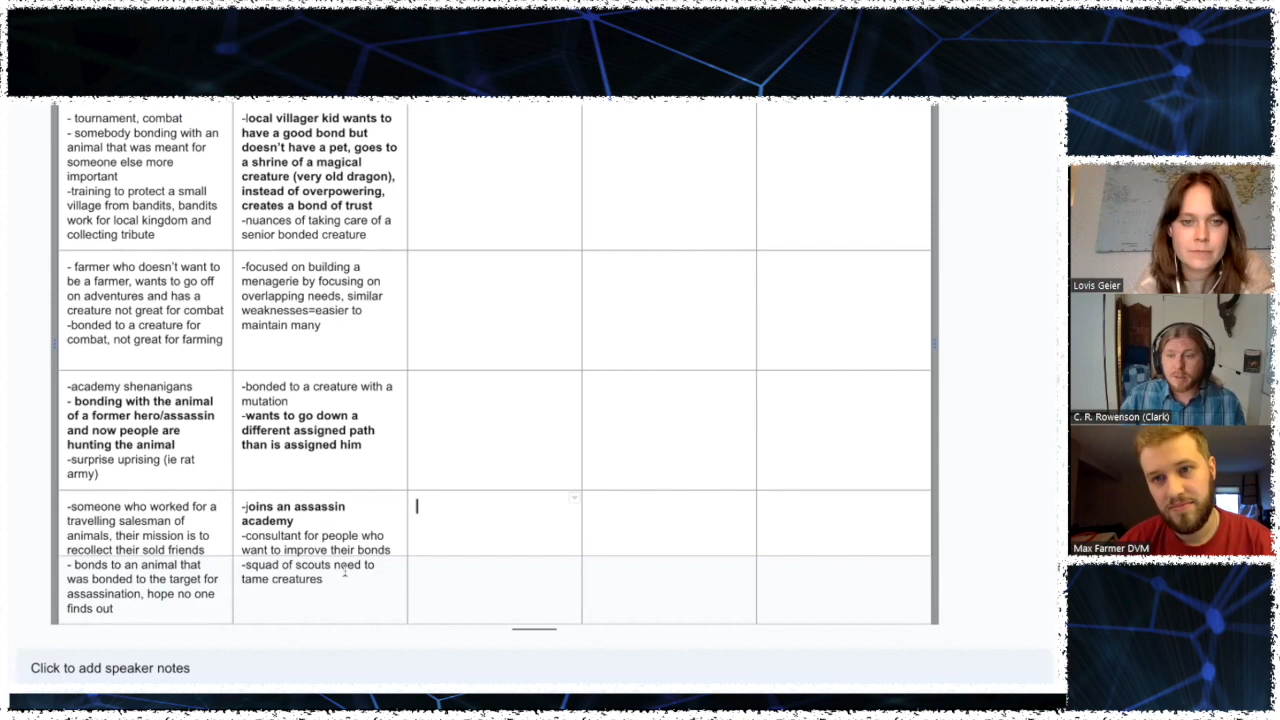 - tournament, combat
- somebody bonding with an
animal that was meant for
someone else more
important
-training to protect a small
village from bandits, bandits
work for local kingdom and
collecting tribute
-local villager kid wants to
have a good bond but
doesn't have a pet, goes to
a shrine of a magical
creature (very old dragon),
instead of overpowering,
creates a bond of trust
-nuances of taking care of a
senior bonded creature
- farmer who doesn't want to
be a farmer, wants to go off
on adventures and has a
creature not great for combat
-bonded to a creature for
combat, not great for farming
-focused on building a
menagerie by focusing on
overlapping needs, similar
weaknesses=easier to
maintain many
-academy shenanigans
- bonding with the animal
of a former hero/assassin
and now people are
hunting the animal
-surprise uprising (ie rat
army)
-bonded to a creature with a
mutation
-wants to go down a
different assigned path
than is assigned him
-someone who worked for a
travelling salesman of
animals, their mission is to
recollect their sold friends
- bonds to an animal that
was bonded to the target for
assassination, hope no one
finds out
-joins an assassin
academy
-consultant for people who
want to improve their bonds
-squad of scouts need to
tame creatures
Click to add speaker notes
Lovis Geier
C. R. Rowenson (Clark)
Max Farmer DVM